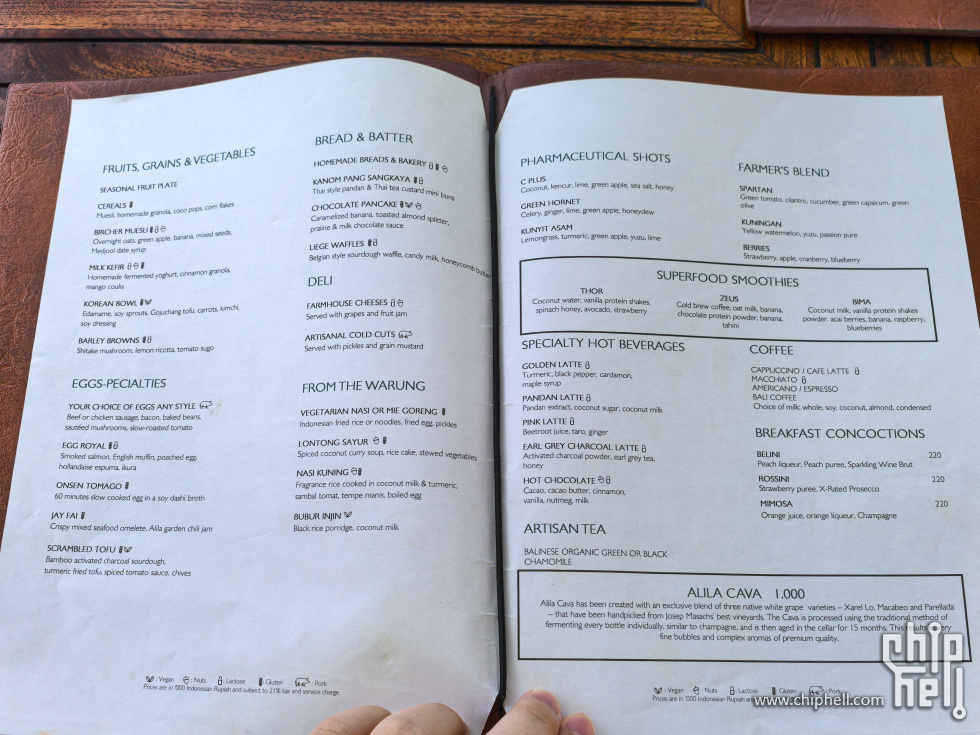 FRUITS, GRAINS & VEGETABLES
SEASONAL FRUIT PLATE
CEREALS
Muesli, homemade granola, coco pops, corn flakes
BIRCHER MUESLI
Overnight oats, green apple, banana, mixed seeds.
Medjool date syrup
MILK KEFIR
Homemade fermented yoghurt, cinnamon granola,
mango coulis
KOREAN BOWL
Edamame, soy sprouts, Gojuchang tofu, carrots, kimchi,
soy dressing
BARLEY BROWNS
Shitake mushroom, lemon ricotta, tomato sugo
EGGS-PECIALTIES
YOUR CHOICE OF EGGS ANY STYLE
Beef or chicken sausage, bacon, baked beans,
sautéed mushrooms, slow-roasted tomato
EGG ROYAL
Smoked salmon, English muffin, poached egg,
hollandaise espuma, ikura
ONSEN TOMAGO
60 minutes slow cooked egg in a soy dashi broth
JAY FAI
Crispy mixed seafood omelete, Alila garden chili jam
SCRAMBLED TOFU
Bamboo activated charcoal sourdough,
turmeric fried tofu, spiced tomato sauce, chives
BREAD & BATTER
HOMEMADE BREADS & BAKERY
KANOM PANG SANGKAYA
Thai style pandan & Thai tea custard mini buns
CHOCOLATE PANCAKE
Caramelized banana, toasted almond splitter,
praline & milk chocolate sauce
LIEGE WAFFLES
Belgian style sourdough waffle, candy milk, honeycomb butter
DELI
FARMHOUSE CHEESES
Served with grapes and fruit jam
ARTISANAL COLD CUTS
Served with pickles and grain mustard
FROM THE WARUNG
VEGETARIAN NASI OR MIE GORENG
Indonesian fried rice or noodles, fried egg, pickles
LONTONG SAYUR
Spiced coconut curry soup, rice cake, stewed vegetables
NASI KUNING
Fragrance rice cooked in coconut milk & turmeric,
sambal tomat, tempe manis, boiled egg
BUBUR INJIN
Black rice porridge, coconut milk
: Vegan : Nuts : Lactose : Gluten : Pork
Prices are in '000 Indonesian Rupiah and subject to 21% tax and service charge
PHARMACEUTICAL SHOTS
C PLUS
Coconut, kencur, lime, green apple, sea salt, honey
GREEN HORNET
Celery, ginger, lime, green apple, honeydew
KUNYIT ASAM
Lemongrass, turmeric, green apple, yuzu, lime
FARMER'S BLEND
SPARTAN
Green tomato, cilantro, cucumber, green capsicum, green
olive
KUNINGAN
Yellow watermelon, yuzu, passion pure
BERRIES
Strawberry, apple, cranberry, blueberry
SUPERFOOD SMOOTHIES
THOR
Coconut water, vanilla protein shakes,
spinach honey, avocado, strawberry
ZEUS
Cold brew coffee, oat milk, banana,
chocolate protein powder, banana,
tahini
BIMA
Coconut milk, vanilla protein shakes
powder, acai berries, banana, raspberry,
blueberries
SPECIALTY HOT BEVERAGES
GOLDEN LATTE
Turmeric, black pepper, cardamon,
maple syrup
PANDAN LATTE
Pandan extract, coconut sugar, coconut milk
PINK LATTE
Beetroot juice, taro, ginger
EARL GREY CHARCOAL LATTE
Activated charcoal powder, earl grey tea,
honey
HOT CHOCOLATE
Cacao, cacao butter, cinnamon,
vanilla, nutmeg, milk
ARTISAN TEA
BALINESE ORGANIC GREEN OR BLACK
CHAMOMILE
COFFEE
CAPPUCCINO / CAFE LATTE
MACCHIATO
AMERICANO / ESPRESSO
BALI COFFEE
Choice of milk whole, soy, coconut, almond, condensed
BREAKFAST CONCOCTIONS
BELINI 220
Peach liqueur, Peach puree, Sparkling Wine Brut
ROSSINI 220
Strawberry puree, X-Rated Prosecco
MIMOSA 220
Orange juice, orange liqueur, Champagne
ALILA CAVA 1.000
Alila Cava has been created with an exclusive blend of three native white grape varieties – Xarel Lo, Macabeo and Parellada
– that have been handpicked from Josep Masachs' best vineyards. The Cava is processed using the traditional method of
fermenting every bottle individually, similar to champagne, and is then aged in the cellar for 15 months. This
fine bubbles and complex aromas of premium quality.
: Vegan : Nuts : Lactose : Gluten : Pork
Prices are in '000 Indonesian Rupiah
www.chiphell.com
chip
hell